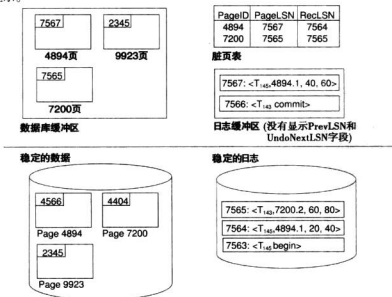 7567
2345
4894页
9923页
7565
7200页
数据库缓冲区
PageID PageLSN RecLSN
4894 7567 7564
7200 7565 7565
脏页表
7567: <T₁₄₅,4894.1, 40, 60>
7566: <T₁₄₃ commit>
日志缓冲区 (没有显示PrevLSN和
UndoNextLSN字段)
稳定的数据
4566
4404
Page 4894
Page 7200
2345
Page 9923
稳定的日志
7565: <T₁₄₃,7200.2, 60, 80>
7564: <T₁₄₅,4894.1, 20, 40>
7563: <T₁₄₅ begin>